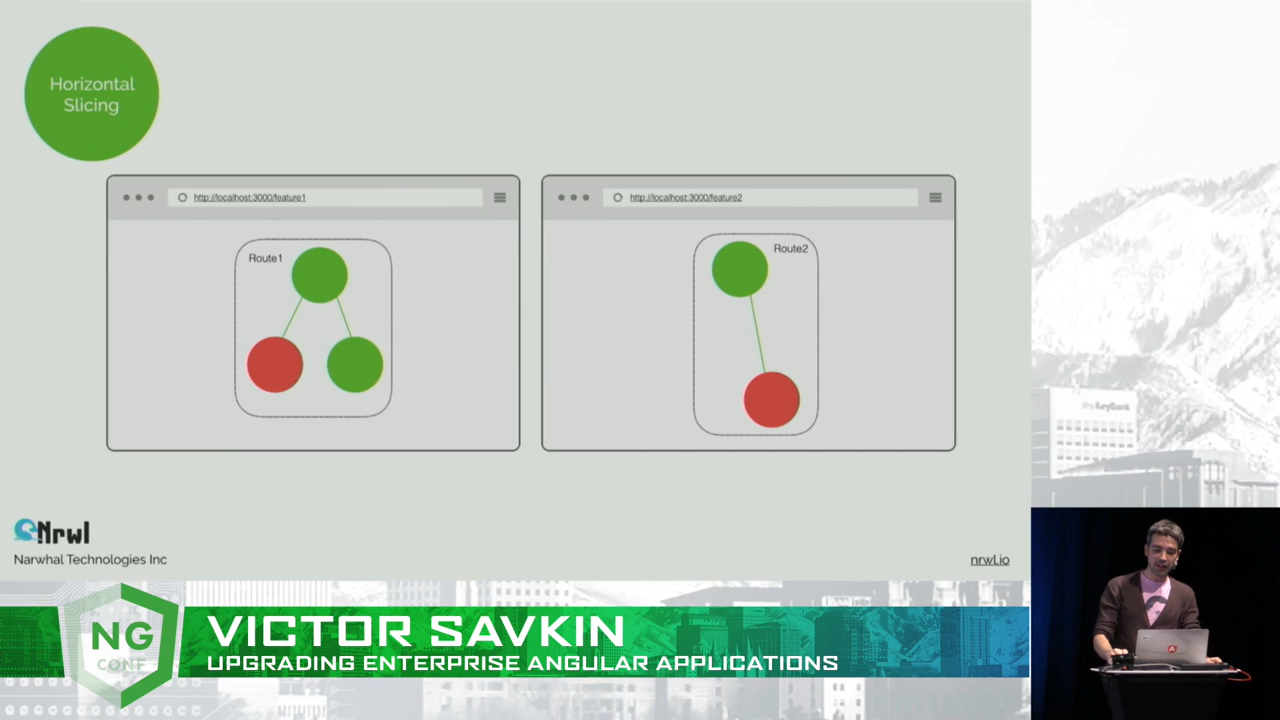 Horizontal
Slicing
http://localhost:3000/feature1
http://localhost:3000/feature2
Route1
Route2
Nrwl
Narwhal Technologies Inc
nrwl.io
KeyBank
NG
CONF
VICTOR SAVKIN
UPGRADING ENTERPRISE ANGULAR APPLICATIONS